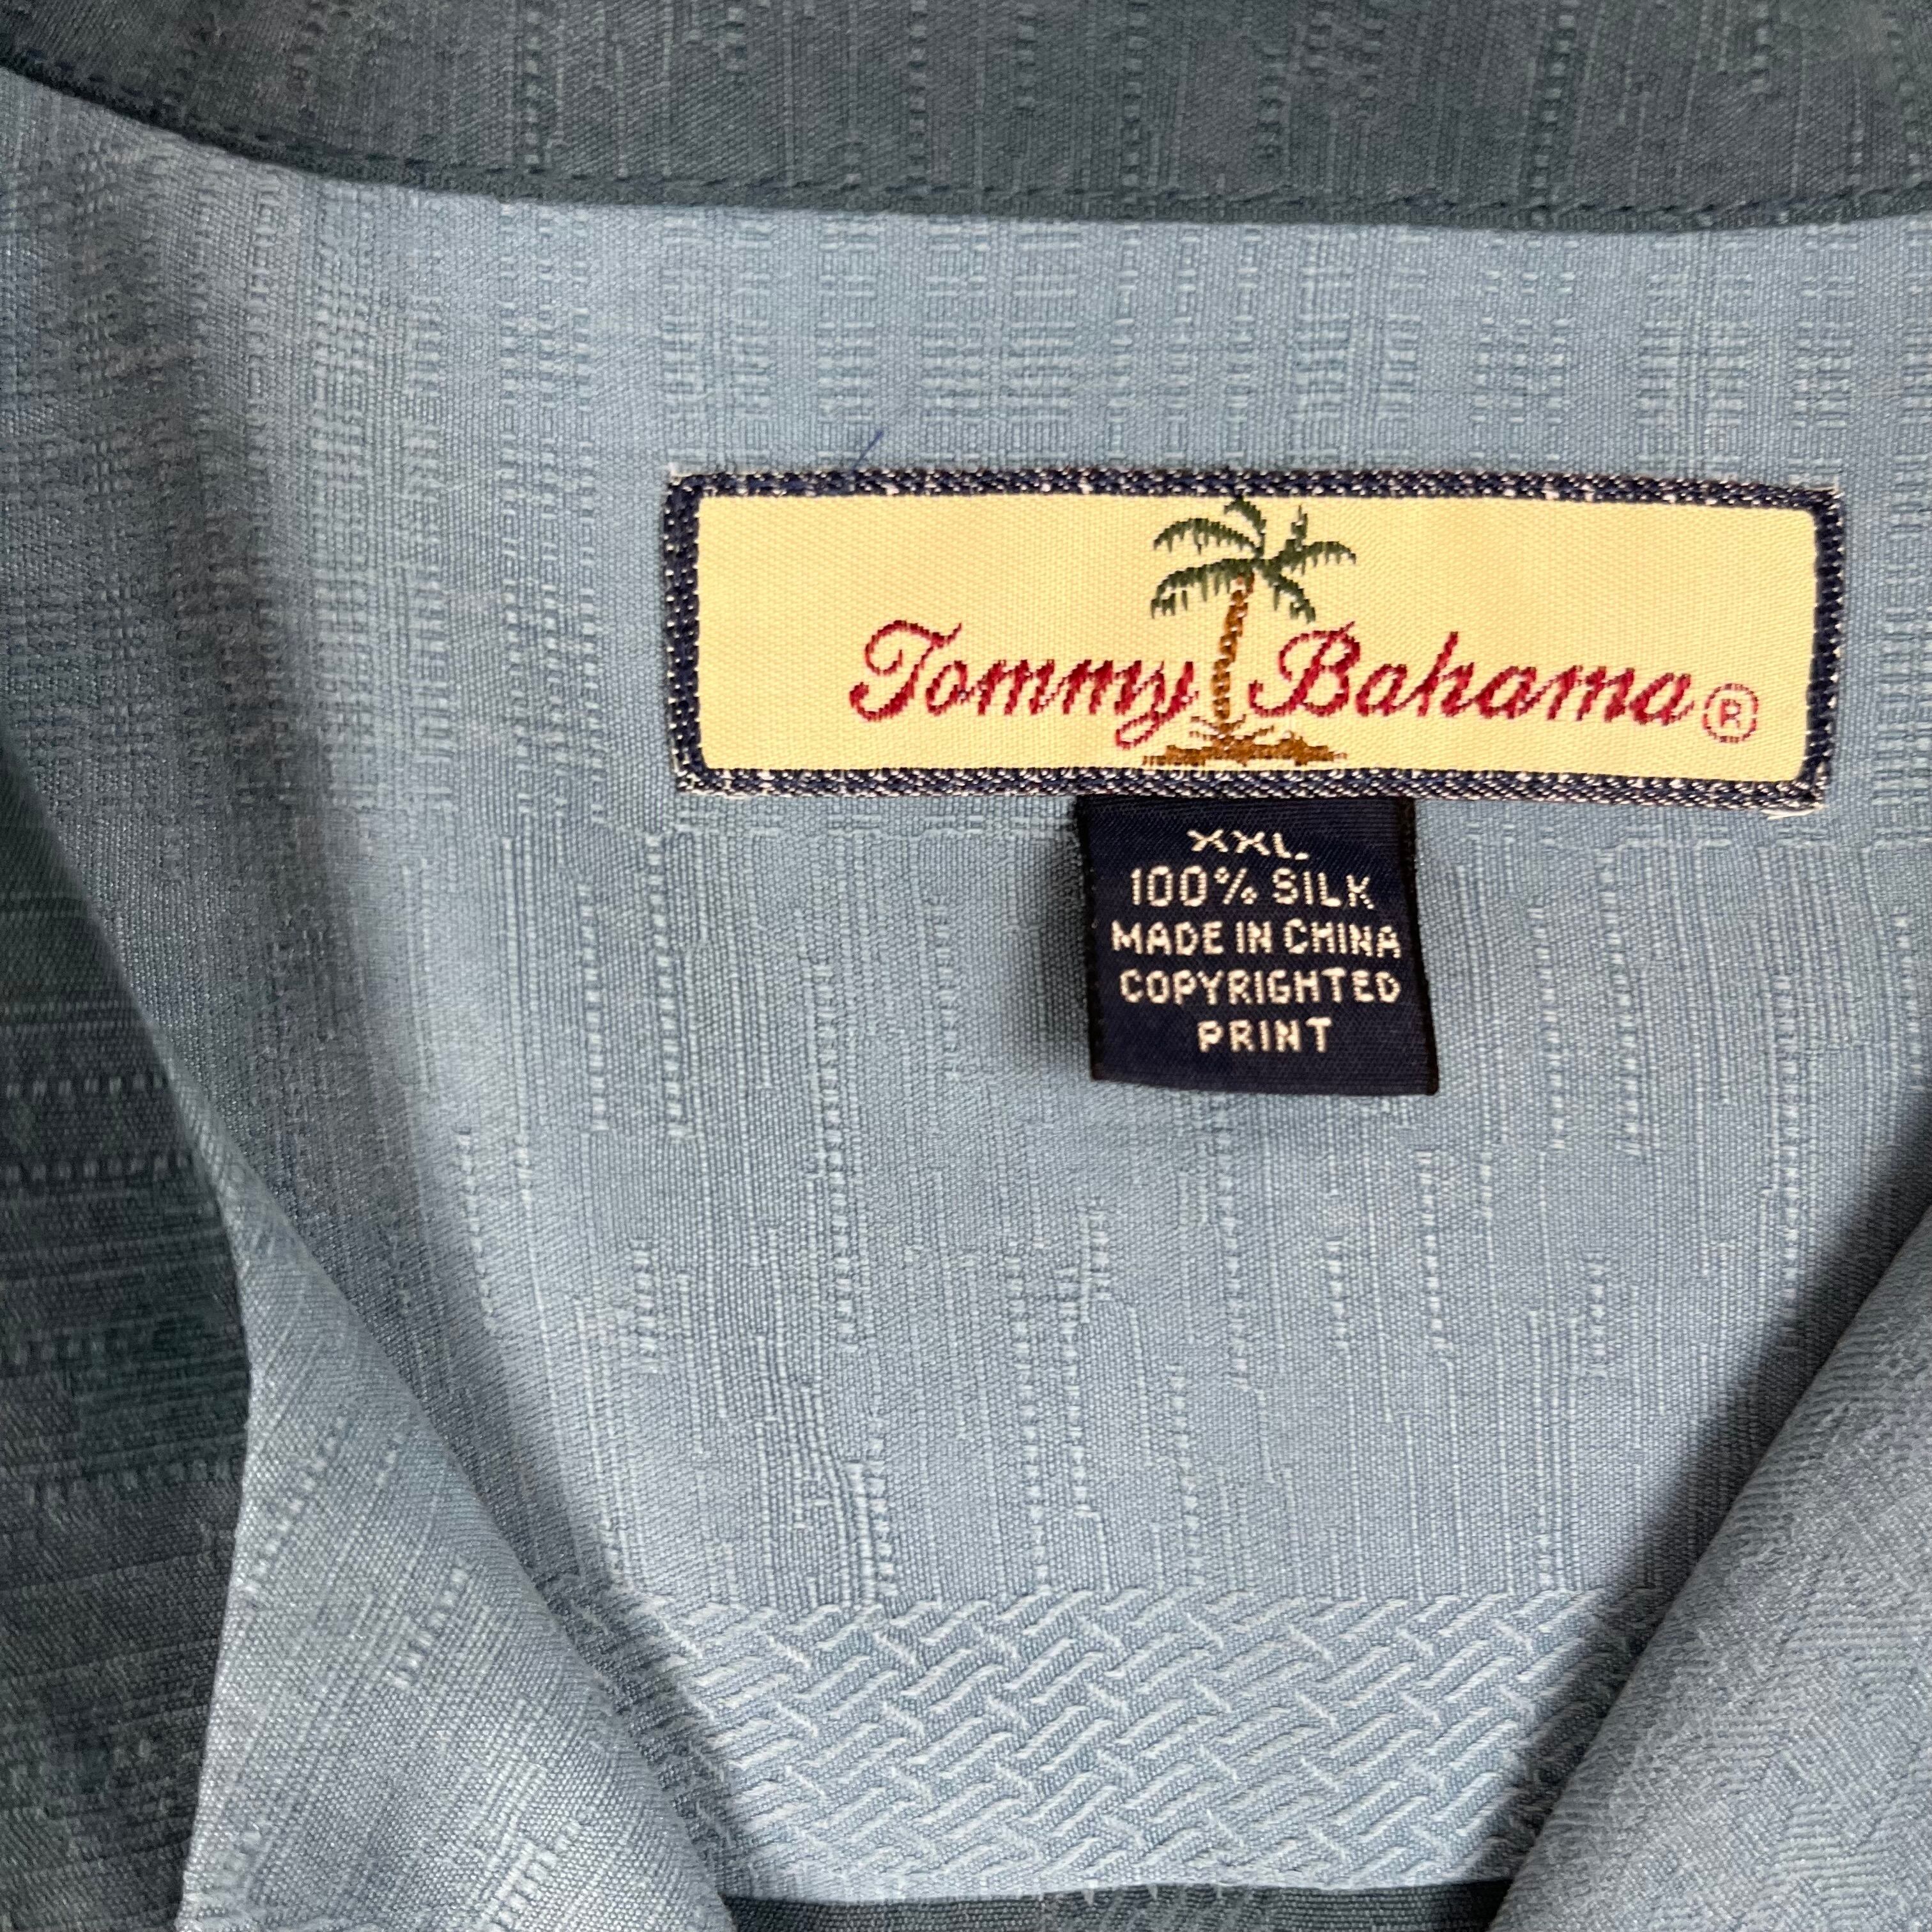 Tommy Bahama®
XXL
100% SILK
MADE IN CHINA
COPYRIGHTED
PRINT